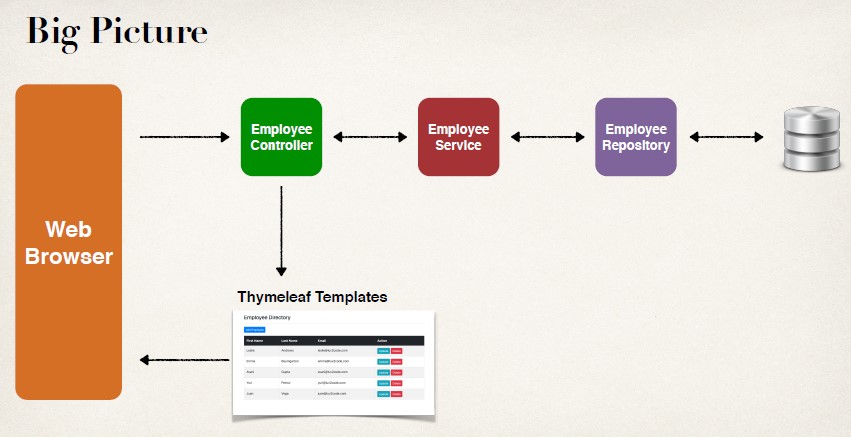 Big Picture
Employee
Controller
Employee
Service
Employee
Repository
Web
Browser
Thymeleaf Templates
Employee Directory
Add Employee
First Name Last Name Email Action
Leslie Andrews leslie@luv2code.com Update Delete
Emma Baumgarten emma@luv2code.com Update Delete
Avani Gupta avani@luv2code.com Update Delete
Yuri Petrov yuri@luv2code.com Update Delete
Juan Vega juan@luv2code.com Update Delete